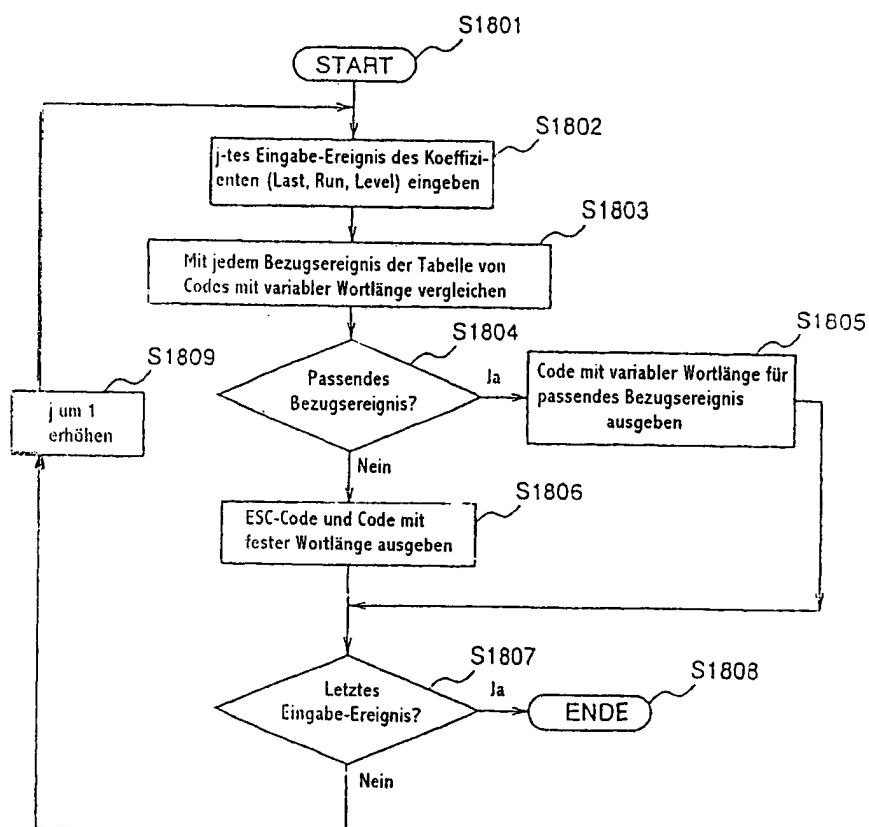 S1801
START
S1802
j-tes Eingabe-Ereignis des Koeffizi-
enten (Last, Run, Level) eingeben
S1803
Mit jedem Bezugsereignis der Tabelle von
Codes mit variabler Wortlänge vergleichen
S1804
Passendes
Bezugsereignis?
Ja
S1805
Code mit variabler Wortlänge für
passendes Bezugsereignis
ausgeben
S1809
j um 1
erhöhen
Nein
S1806
ESC-Code und Code mit
fester Wortlänge ausgeben
S1807
Letztes
Eingabe-Ereignis?
Ja
S1808
ENDE
Nein